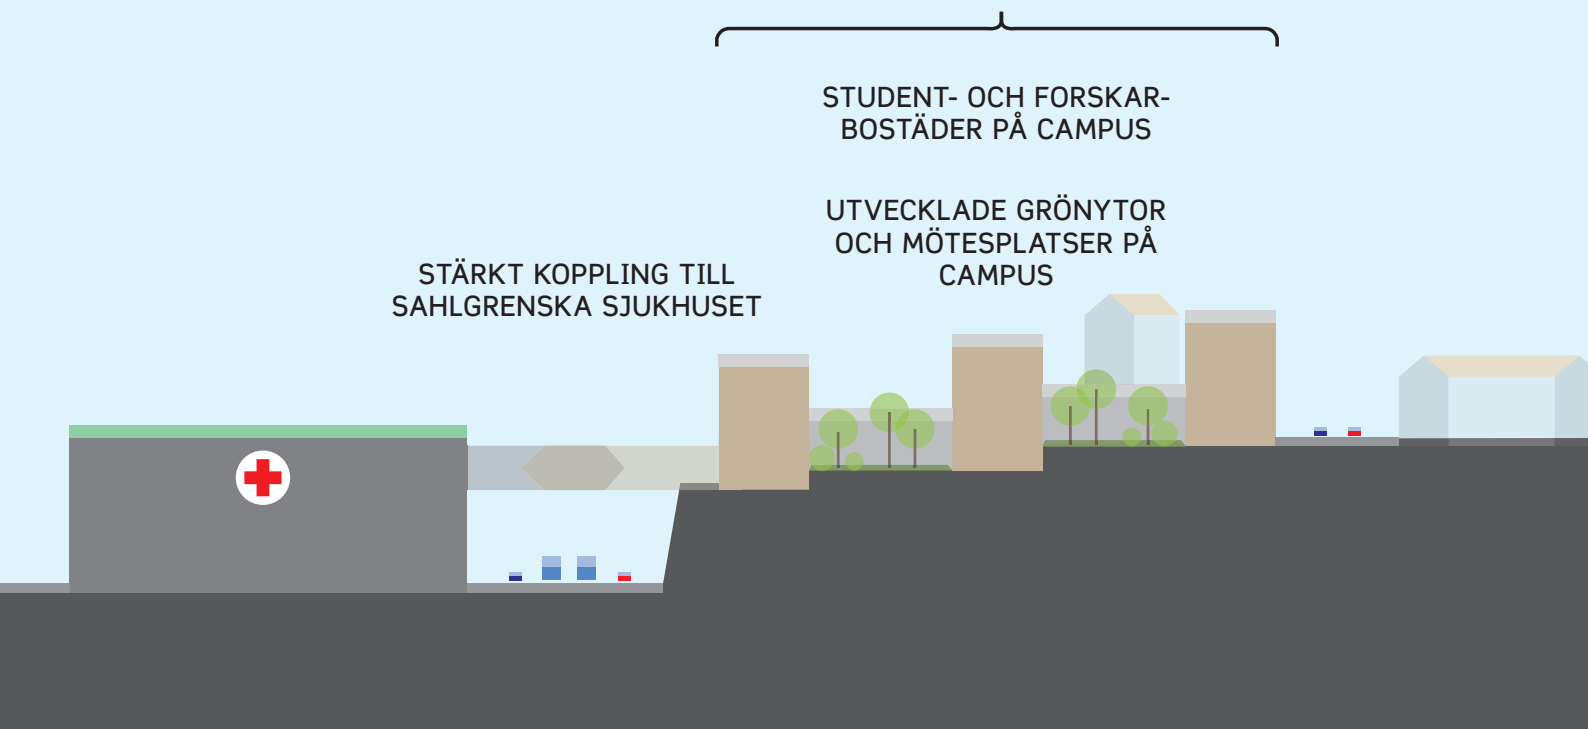 STUDENT- OCH FORSKAR-
BOSTÄDER PÅ CAMPUS
UTVECKLADE GRÖNYTOR
OCH MÖTESPLATSER PÅ
CAMPUS
STÄRKT KOPPLING TILL
SAHLGRENSKA SJUKHUSET